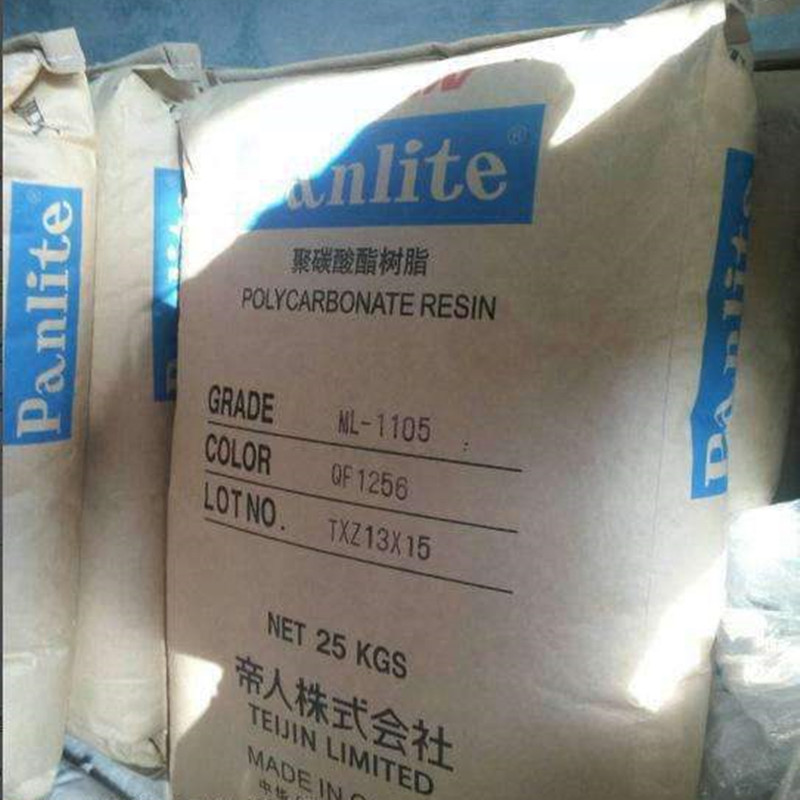 Panlite®
聚碳酸酯树脂
POLYCARBONATE RESIN
GRADE ML-1105
COLOR QF1256
LOT NO. TXZ13X15
NET 25 KGS
帝人株式会社
TEIJIN LIMITED
MADE IN
Panlite
Panlite